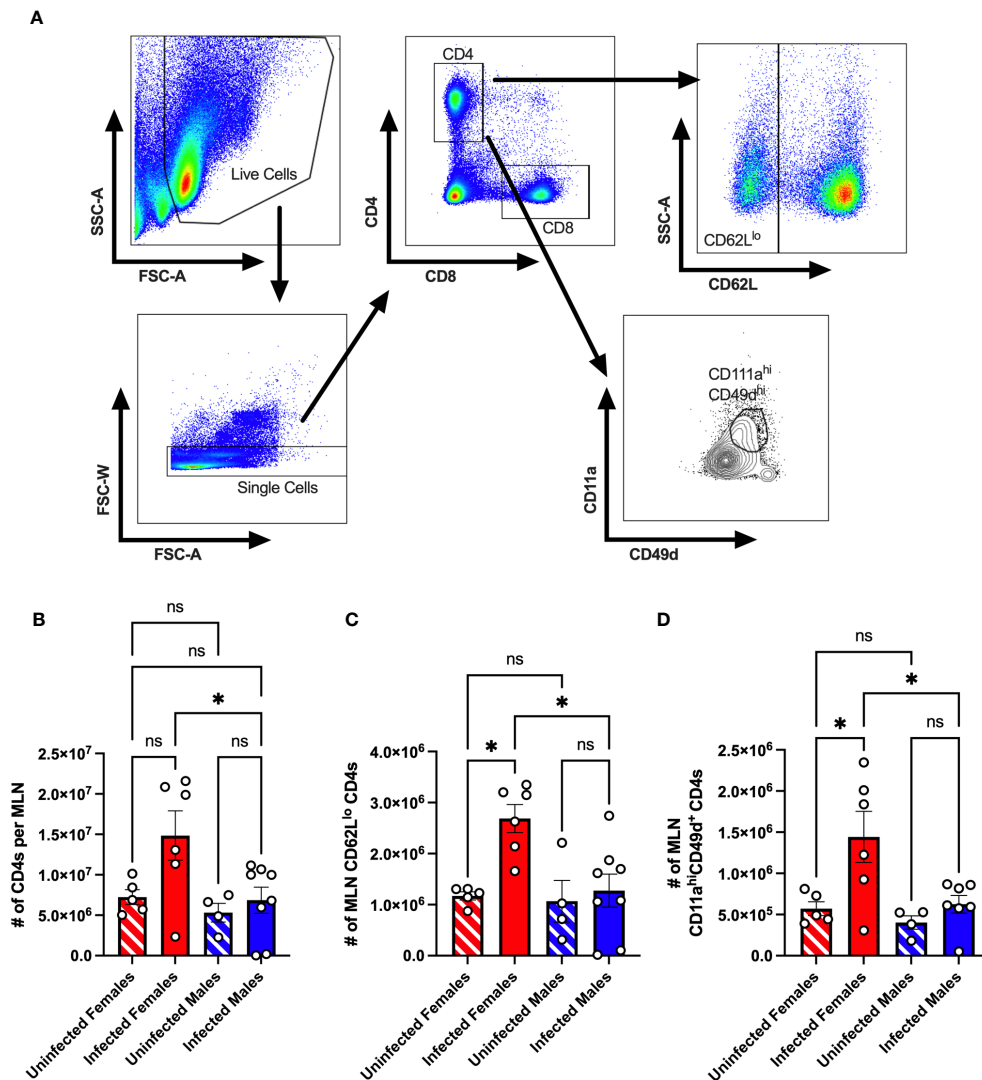 A
SSC-A
Live Cells
FSC-A
CD4
CD4
CD8
CD8
SSC-A
CD62L^lo
CD62L
FSC-W
Single Cells
FSC-A
CD11a
CD111a^hi
CD49d^hi
CD49d
B
ns
ns
*
ns
ns
# of CD4s per MLN
2.5×10^7
2.0×10^7
1.5×10^7
1.0×10^7
5.0×10^6
0.0
Uninfected Females
Infected Females
Uninfected Males
Infected Males
C
ns
*
*
ns
# of MLN CD62L^lo CD4s
4.0×10^6
3.0×10^6
2.0×10^6
1.0×10^6
0.0
Uninfected Females
Infected Females
Uninfected Males
Infected Males
D
ns
*
*
ns
# of MLN
CD11a^hiCD49d^+ CD4s
2.5×10^6
2.0×10^6
1.5×10^6
1.0×10^6
5.0×10^5
0.0
Uninfected Females
Infected Females
Uninfected Males
Infected Males